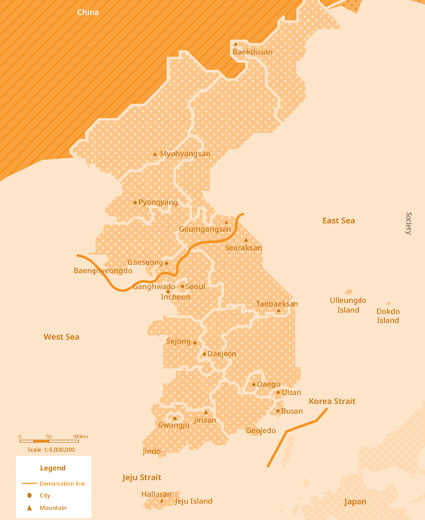 China
Baekdusan
Myohyangsan
Pyongyang
Society
East Sea
Geumgangsan
Seoraksan
Gaeseong
Baengnyeongdo
Ganghwado
Seoul
Incheon
Taebaeksan
Ulleungdo
Island
Dokdo
Island
West Sea
Sejong
Daejeon
Daegu
Ulsan
Korea Strait
Busan
Jirisan
Gwangju
Geojedo
Jindo
0 50 100Km
Scale 1:6,000,000
Legend
Demarcation line
City
Mountain
Jeju Strait
Hallasan
Jeju Island
Japan